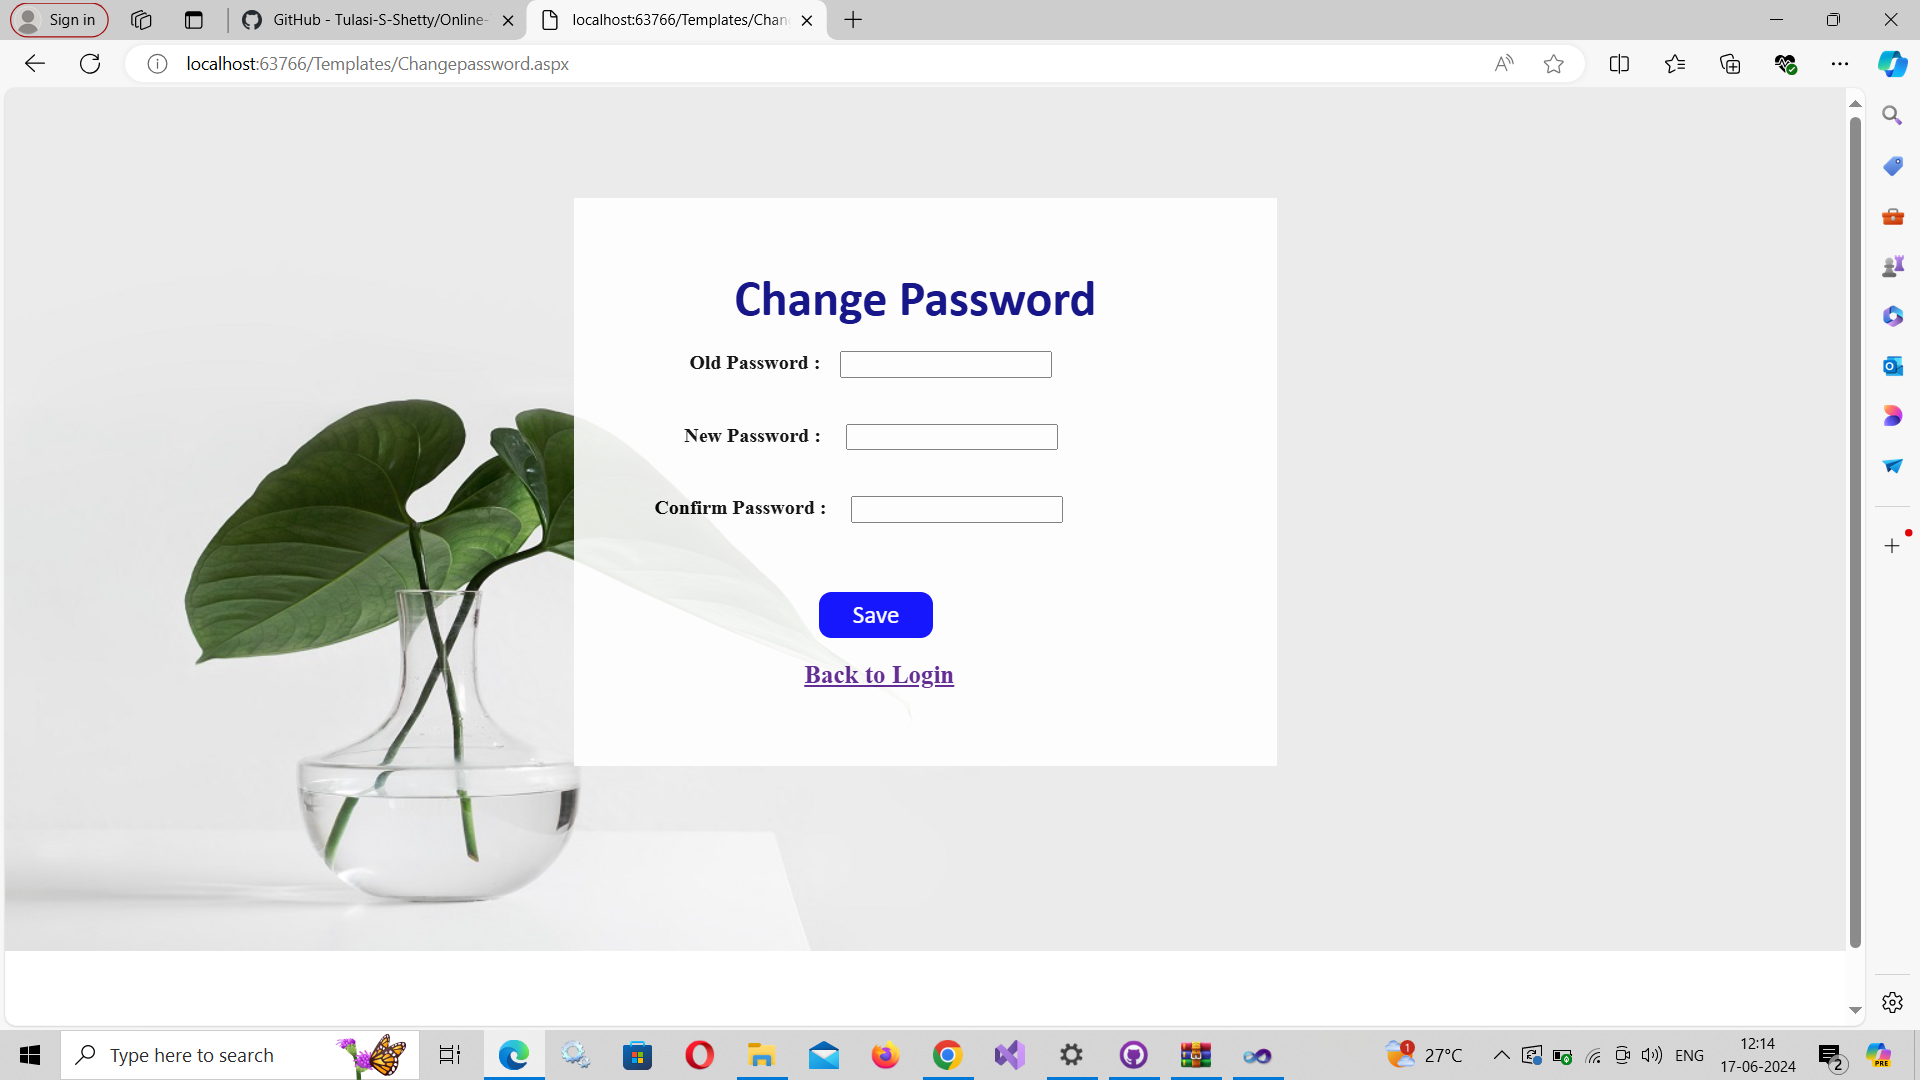 Sign in
GitHub - Tulasi-S-Shetty/Online-
localhost:63766/Templates/Chan
localhost:63766/Templates/Changepassword.aspx
Change Password
Old Password :
New Password :
Confirm Password :
Save
Back to Login
Type here to search
1
27°C
ENG
12:14
17-06-2024
2
PRE